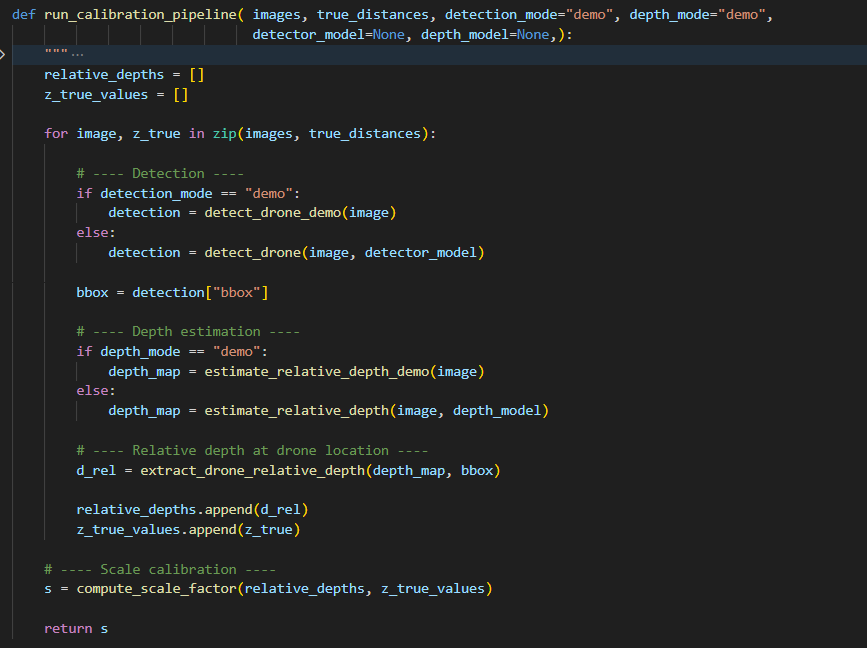 def run_calibration_pipeline( images, true_distances, detection_mode="demo", depth_mode="demo",
                              detector_model=None, depth_model=None,):
    """ ...
    relative_depths = []
    z_true_values = []

    for image, z_true in zip(images, true_distances):

        # ---- Detection ----
        if detection_mode == "demo":
            detection = detect_drone_demo(image)
        else:
            detection = detect_drone(image, detector_model)

        bbox = detection["bbox"]

        # ---- Depth estimation ----
        if depth_mode == "demo":
            depth_map = estimate_relative_depth_demo(image)
        else:
            depth_map = estimate_relative_depth(image, depth_model)

        # ---- Relative depth at drone location ----
        d_rel = extract_drone_relative_depth(depth_map, bbox)

        relative_depths.append(d_rel)
        z_true_values.append(z_true)

    # ---- Scale calibration ----
    s = compute_scale_factor(relative_depths, z_true_values)

    return s